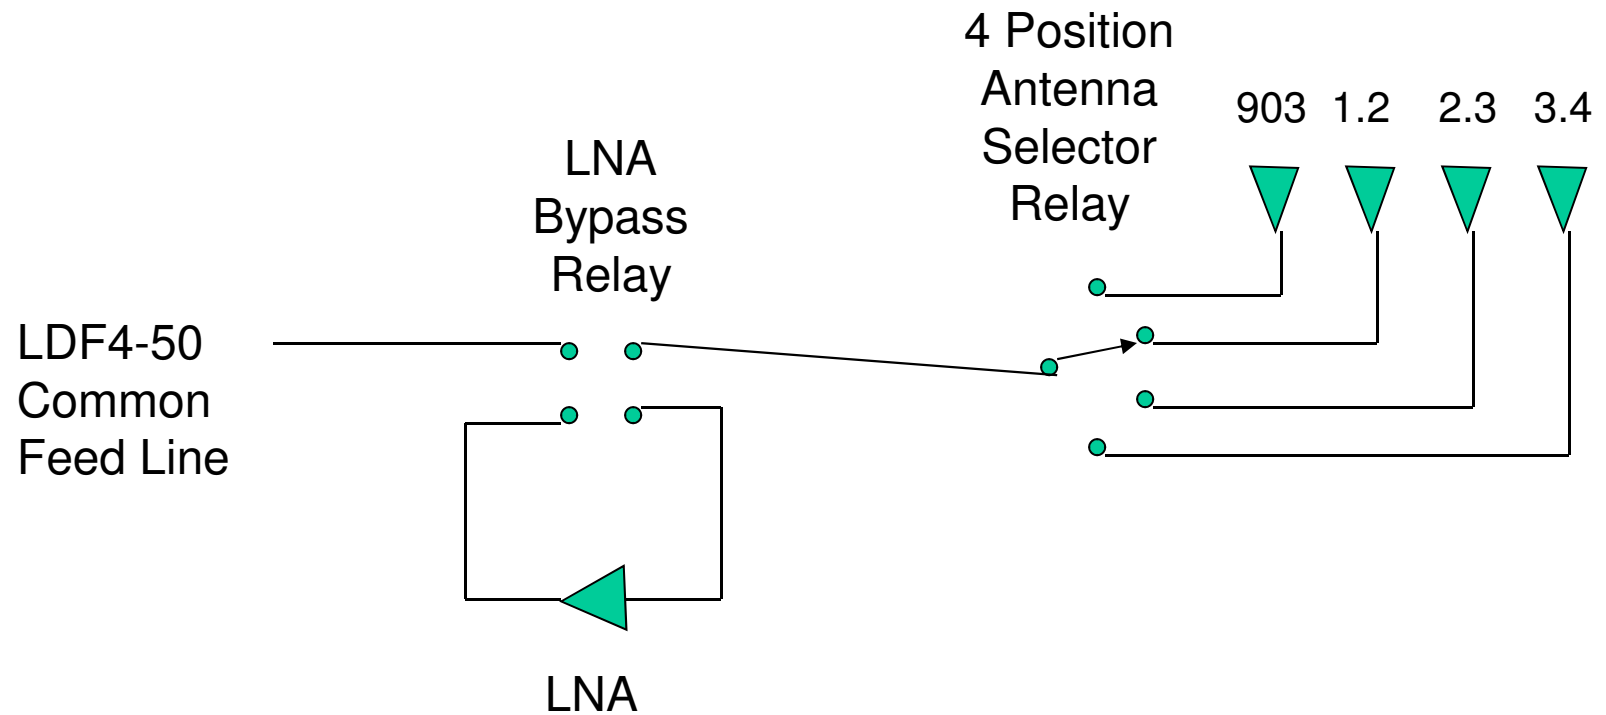 4 Position
Antenna
Selector
Relay
903 1.2 2.3 3.4
LNA
Bypass
Relay
LDF4-50
Common
Feed Line
LNA